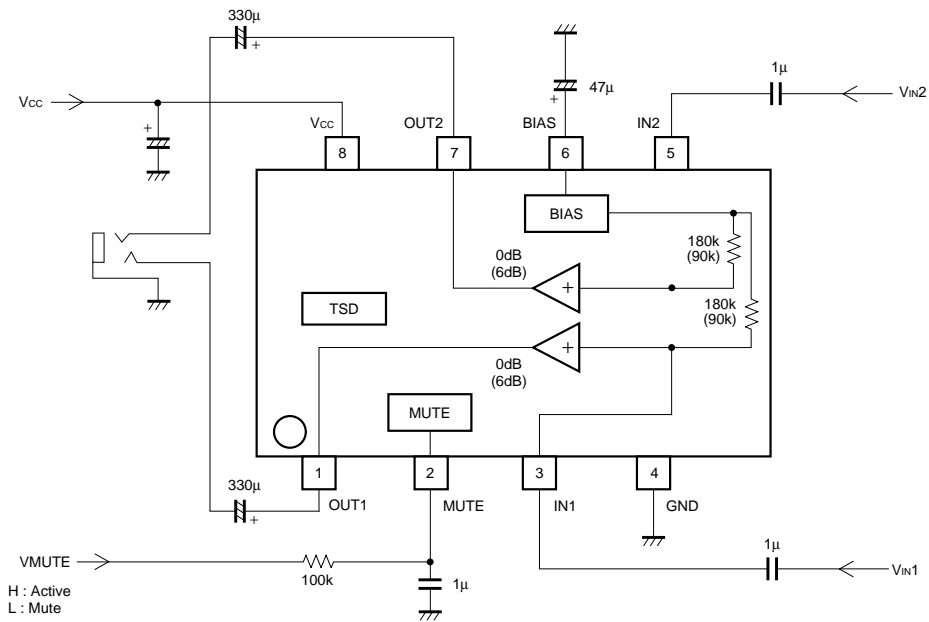 330μ
+
47μ
+
1μ
VCC
VIN2
+
VCC
OUT2
BIAS
IN2
8
7
6
5
BIAS
0dB
(6dB)
+
180k
(90k)
180k
(90k)
TSD
0dB
(6dB)
+
MUTE
1
2
3
4
330μ
+
OUT1
MUTE
IN1
GND
VMUTE
100k
1μ
1μ
VIN1
H : Active
L : Mute